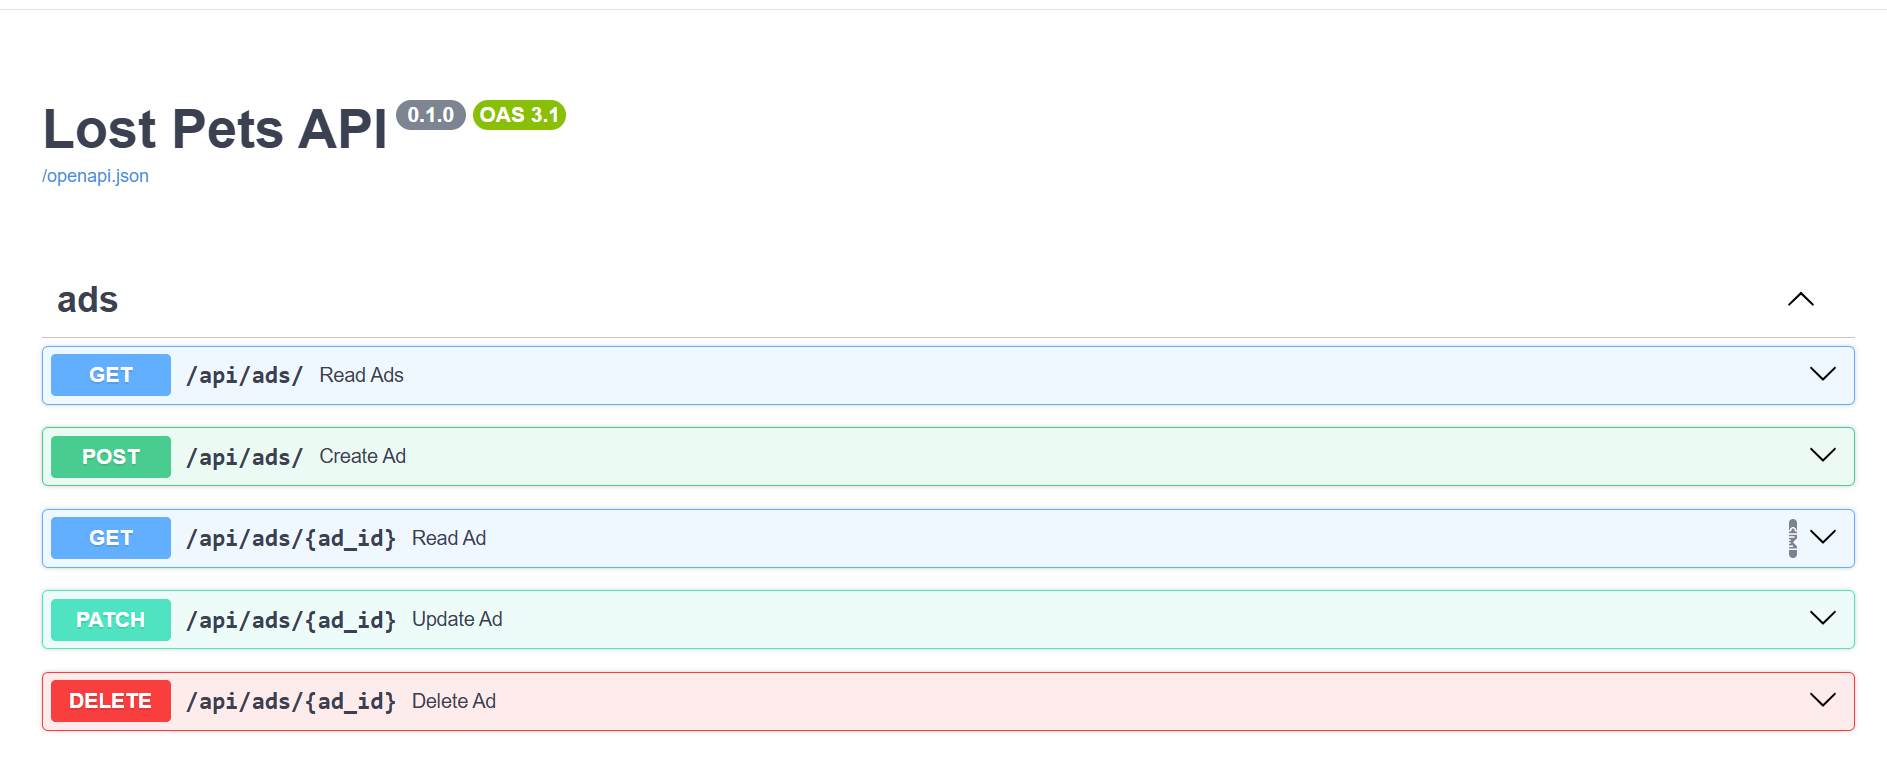 Lost Pets API 0.1.0 OAS 3.1
/openapi.json
ads
GET /api/ads/ Read Ads
POST /api/ads/ Create Ad
GET /api/ads/{ad_id} Read Ad
PATCH /api/ads/{ad_id} Update Ad
DELETE /api/ads/{ad_id} Delete Ad